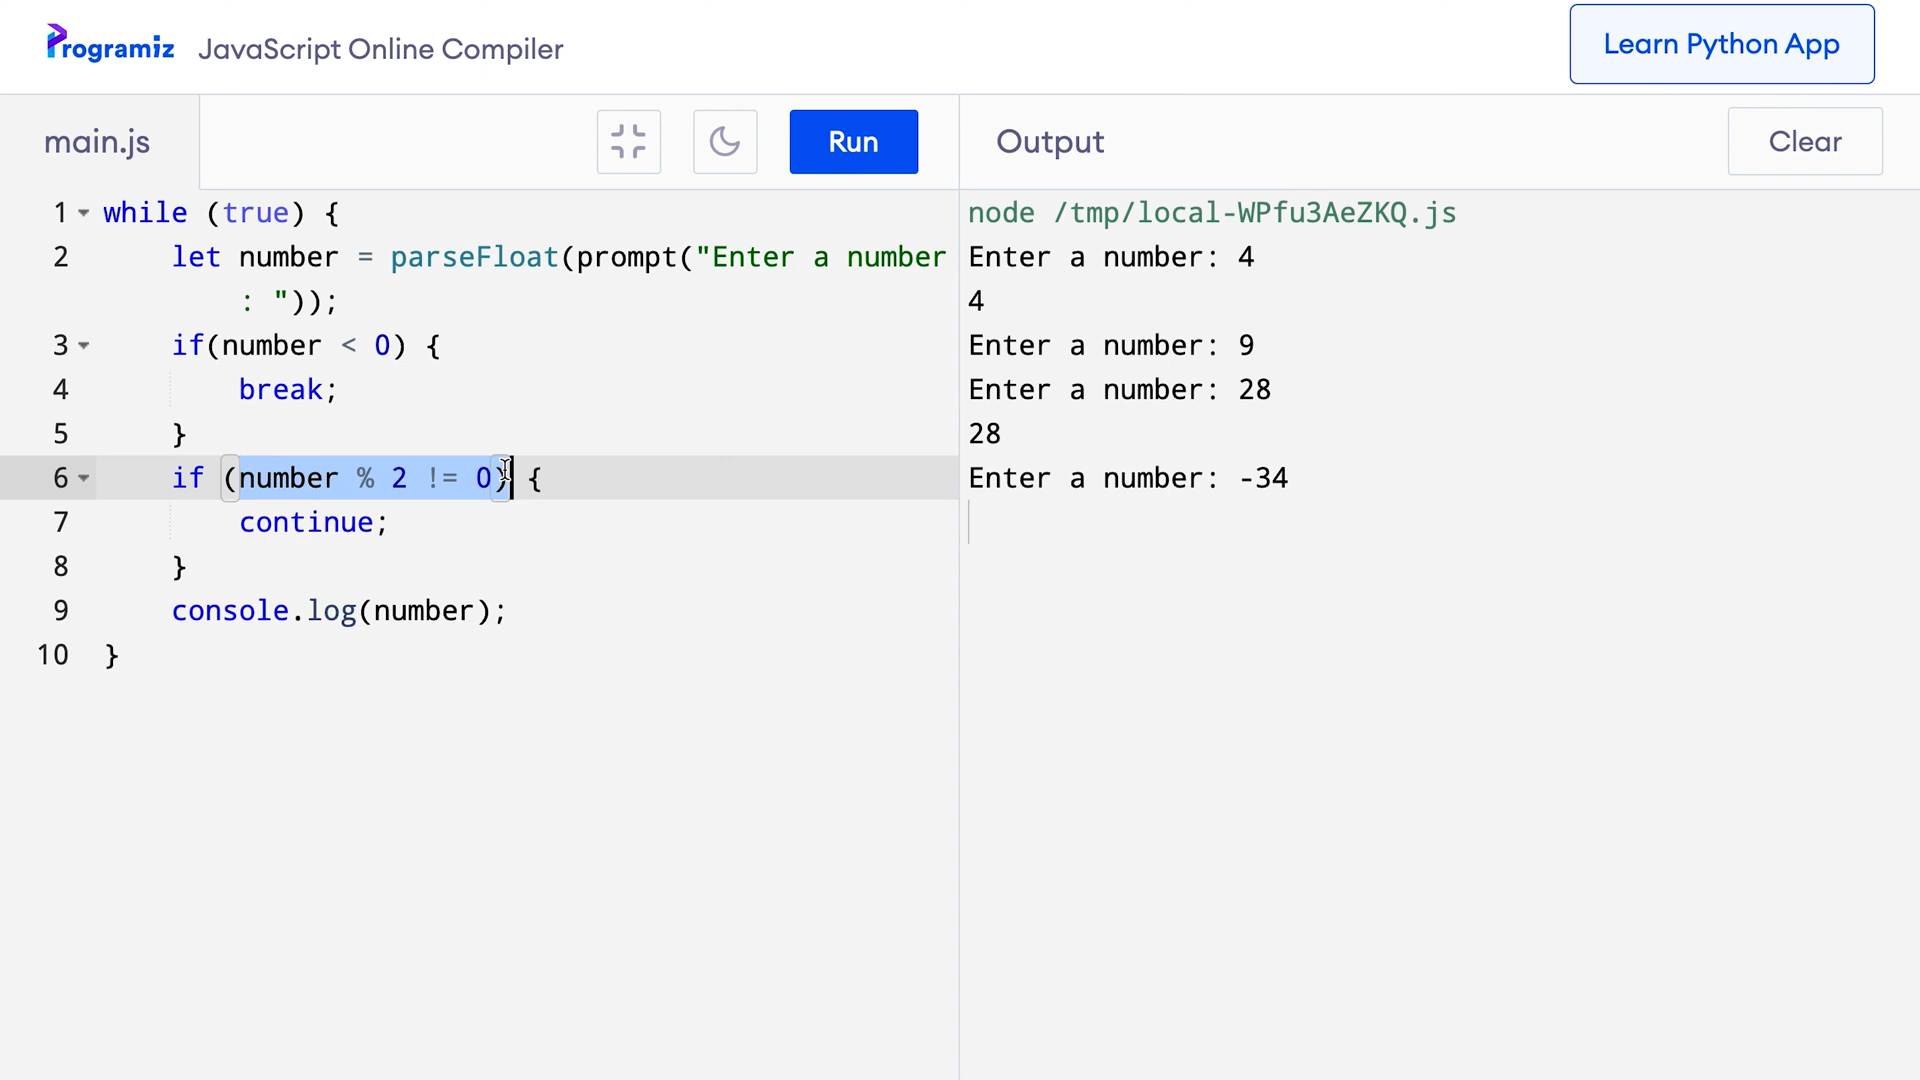 Programiz JavaScript Online Compiler
Learn Python App
main.js
Run
Output
Clear
1 while (true) {
2 let number = parseFloat(prompt("Enter a number
: "));
3 if(number < 0) {
4 break;
5 }
6 if (number % 2 != 0) {
7 continue;
8 }
9 console.log(number);
10 }
node /tmp/local-WPfu3AeZKQ.js
Enter a number: 4
4
Enter a number: 9
Enter a number: 28
28
Enter a number: -34